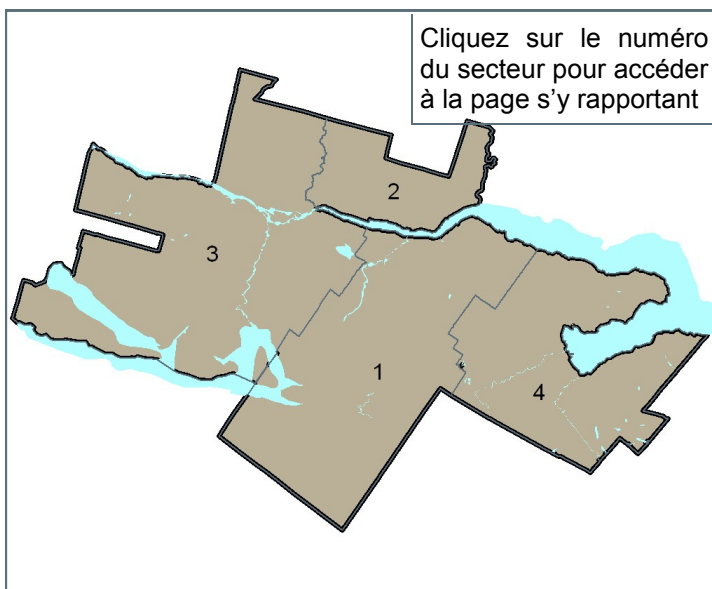 Cliquez sur le numéro
du secteur pour accéder
à la page s’y rapportant
2
3
1
4